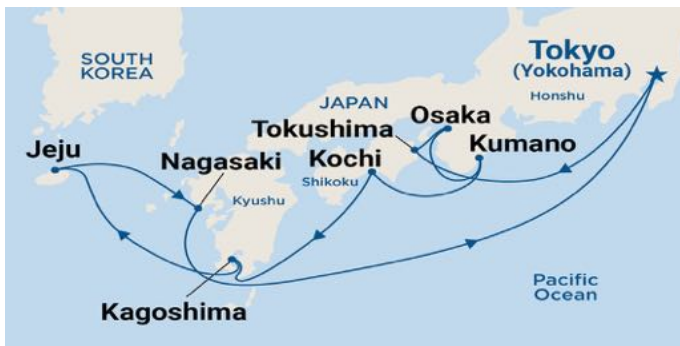 SOUTH
KOREA
Tokyo
(Yokohama)
Honshu
JAPAN
Osaka
Tokushima
Kumano
Jeju
Nagasaki
Kochi
Shikoku
Kyushu
Kagoshima
Pacific
Ocean